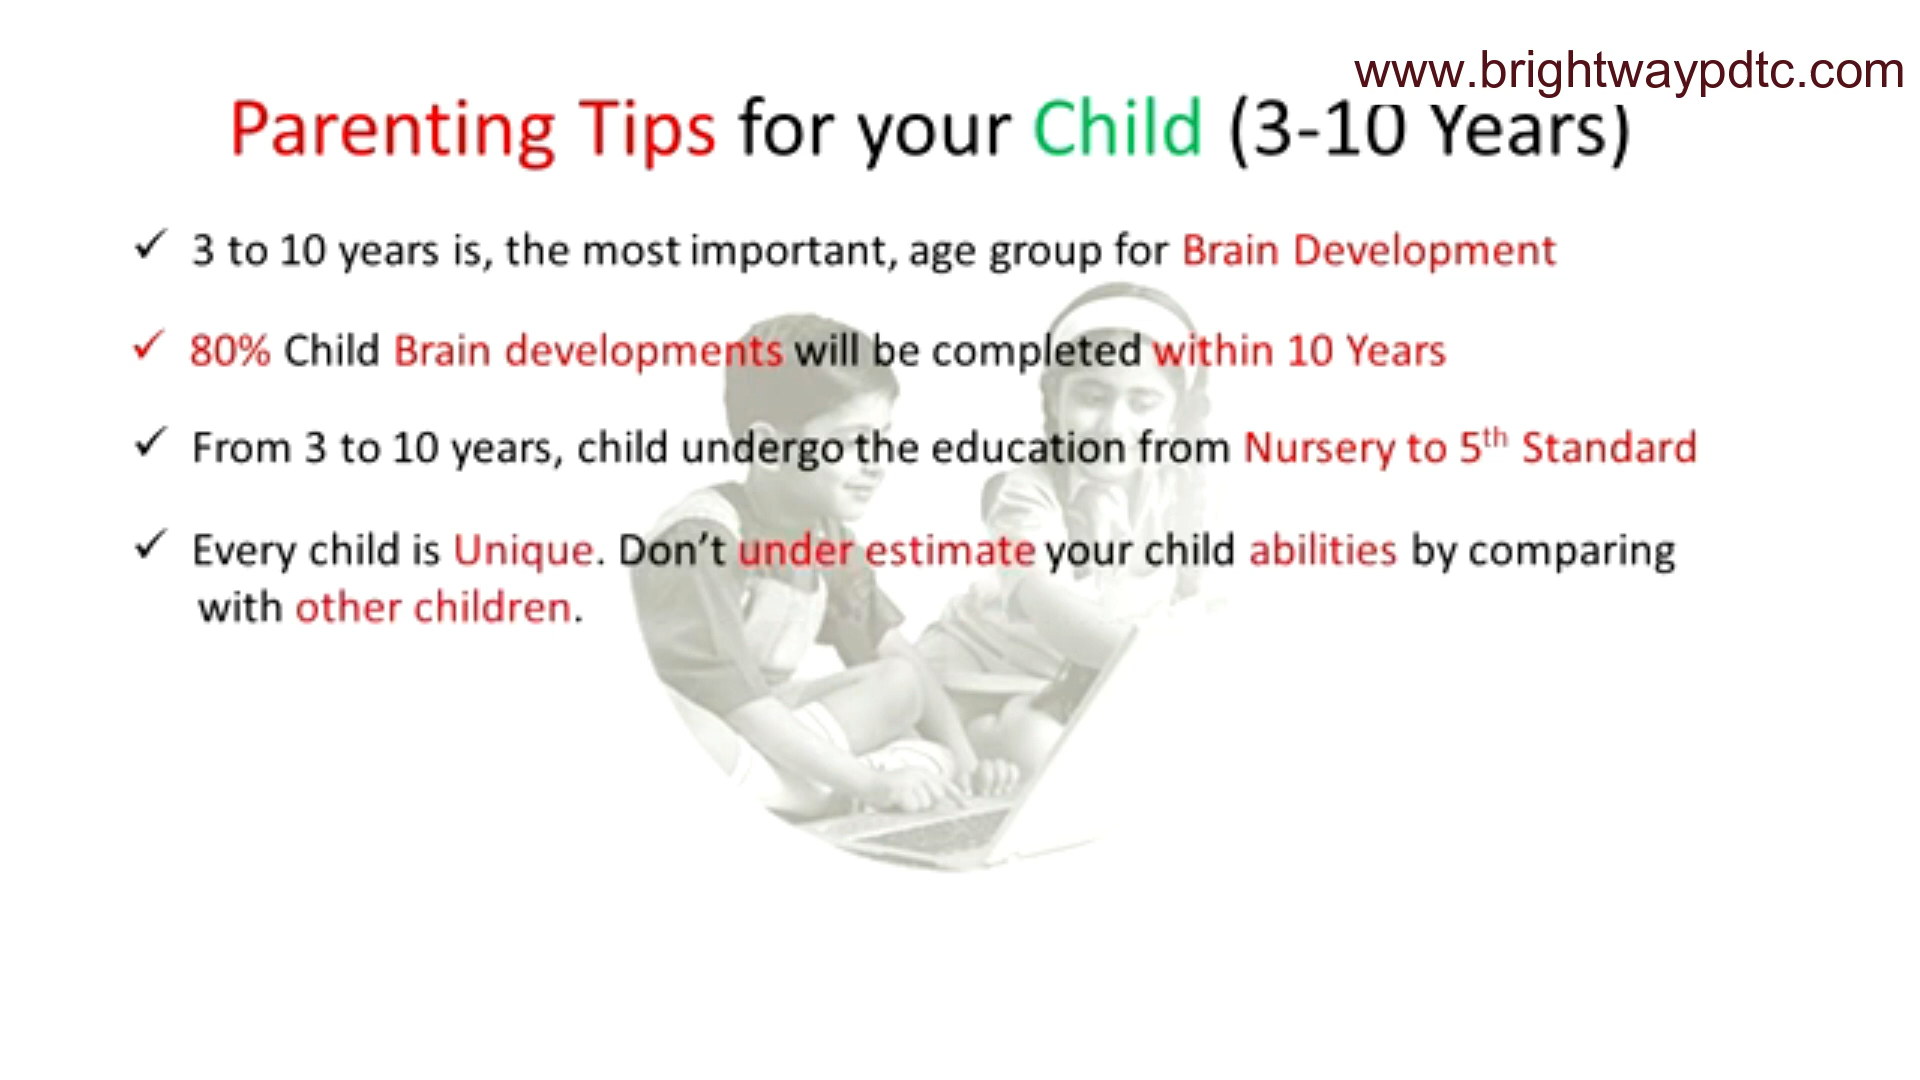 www.brightwaypdtc.com
Parenting Tips for your Child (3-10 Years)
✓ 3 to 10 years is, the most important, age group for Brain Development
✓ 80% Child Brain developments will be completed within 10 Years
✓ From 3 to 10 years, child undergo the education from Nursery to 5th Standard
✓ Every child is Unique. Don't under estimate your child abilities by comparing
with other children.